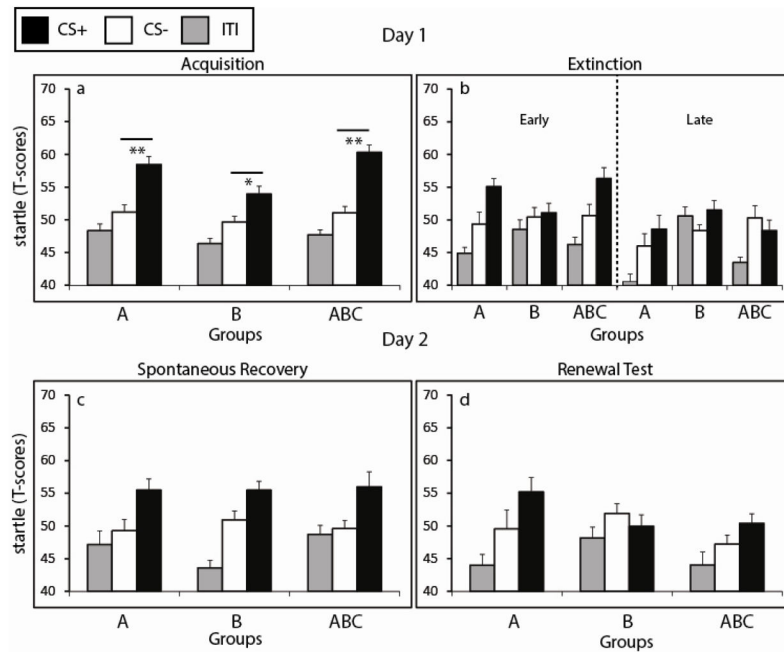 CS+ CS- ITI
Day 1
Acquisition
Extinction
a
70
65
60
55
50
45
40
startle (T-scores)
**
*
**
A B ABC
Groups
b
70
65
60
55
50
45
40
Early Late
A B ABC A B ABC
Groups
Day 2
Spontaneous Recovery
Renewal Test
c
70
65
60
55
50
45
40
startle (T-scores)
A B ABC
Groups
d
70
65
60
55
50
45
40
A B ABC
Groups